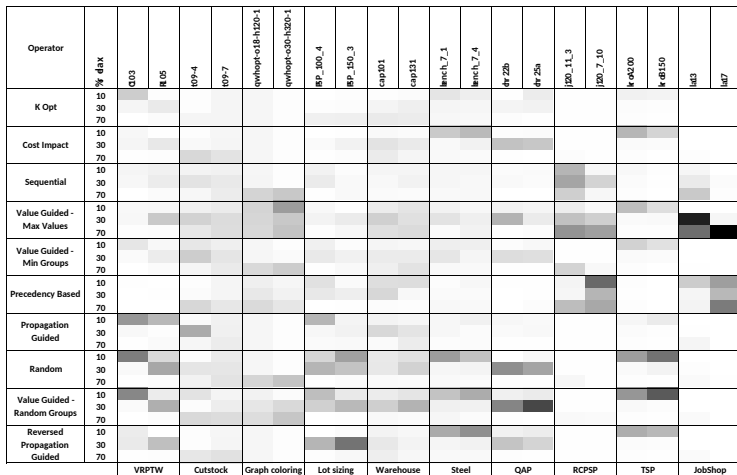 Operator % r dax C103 R105 t09-4 t09-7 qwhopt-o18-h120-1 qwhopt-o30-h320-1 PSP_100_4 PSP_150_3 cap101 cap131 bench_7_1 bench_7_4 chr22b chr25a j120_11_3 j120_7_10 kroA200 kroB150 la13 la17
K Opt 10
30
70
Cost Impact 10
30
70
Sequential 10
30
70
Value Guided - 10
Max Values 30
70
Value Guided - 10
Min Groups 30
70
Precedency Based 10
30
70
Propagation 10
Guided 30
70
Random 10
30
70
Value Guided - 10
Random Groups 30
70
Reversed 10
Propagation 30
Guided 70
VRPTW Cutstock Graph coloring Lot sizing Warehouse Steel QAP RCPSP TSP JobShop